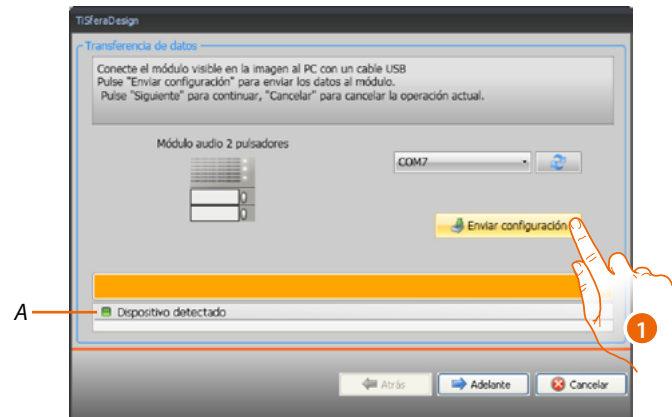 TiSferaDesign
Transferencia de datos
Conecte el módulo visible en la imagen al PC con un cable USB
Pulse "Enviar configuración" para enviar los datos al módulo.
Pulse "Siguiente" para continuar, "Cancelar" para cancelar la operación actual.
Módulo audio 2 pulsadores
COM7
Enviar configuración
A
Dispositivo detectado
1
Atrás
Adelante
Cancelar